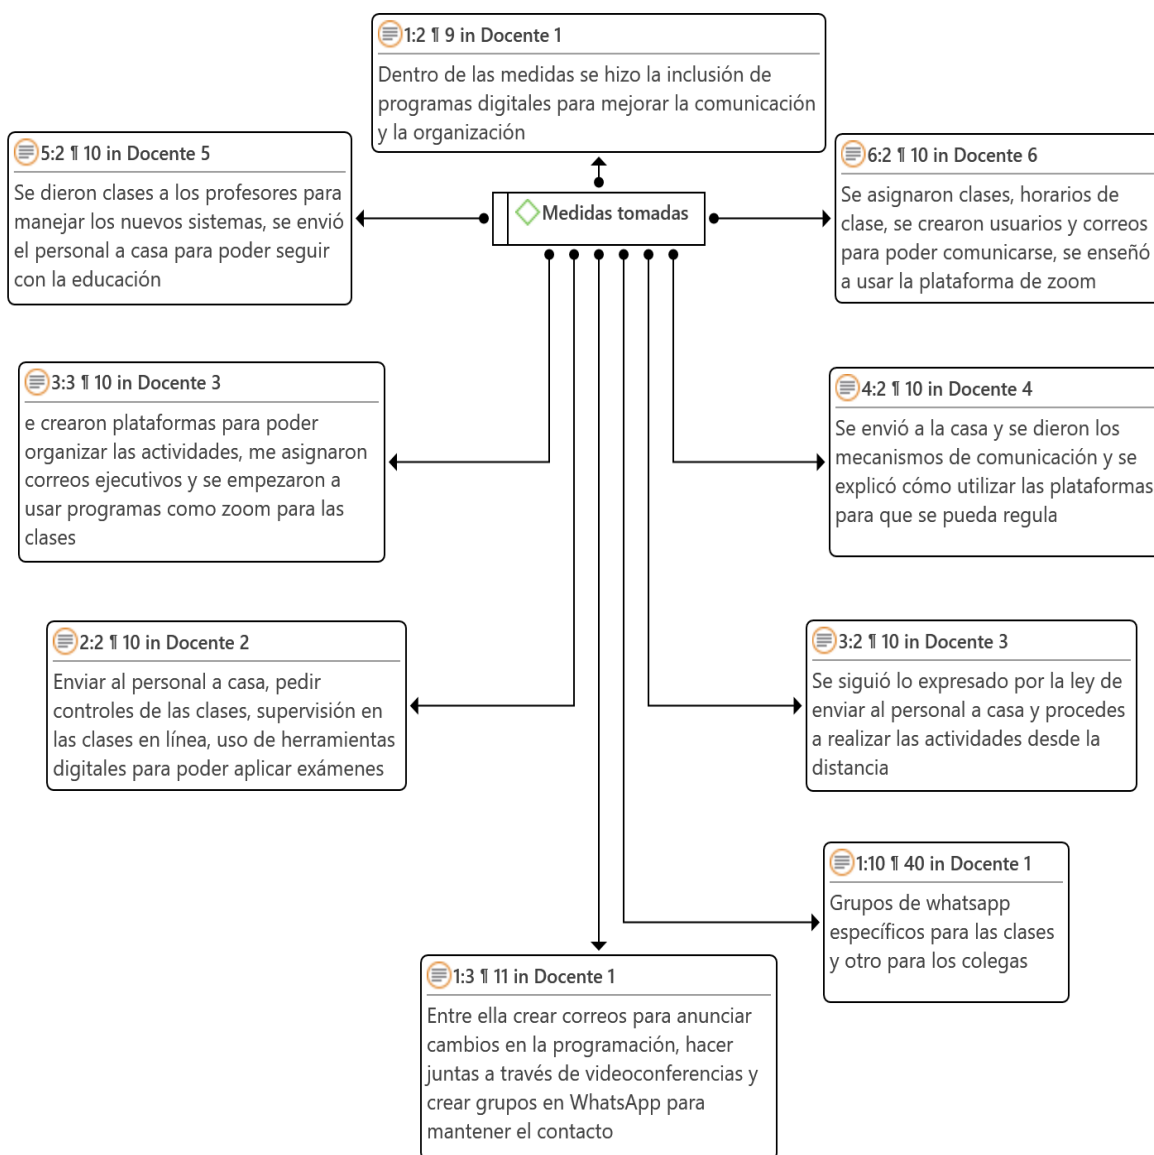 1:2 ¶ 9 in Docente 1
Dentro de las medidas se hizo la inclusión de
programas digitales para mejorar la comunicación
y la organización
5:2 ¶ 10 in Docente 5
Se dieron clases a los profesores para
manejar los nuevos sistemas, se envió
el personal a casa para poder seguir
con la educación
Medidas tomadas
6:2 ¶ 10 in Docente 6
Se asignaron clases, horarios de
clase, se crearon usuarios y correos
para poder comunicarse, se enseñó
a usar la plataforma de zoom
3:3 ¶ 10 in Docente 3
e crearon plataformas para poder
organizar las actividades, me asignaron
correos ejecutivos y se empezaron a
usar programas como zoom para las
clases
4:2 ¶ 10 in Docente 4
Se envió a la casa y se dieron los
mecanismos de comunicación y se
explicó cómo utilizar las plataformas
para que se pueda regula
2:2 ¶ 10 in Docente 2
Enviar al personal a casa, pedir
controles de las clases, supervisión en
las clases en línea, uso de herramientas
digitales para poder aplicar exámenes
3:2 ¶ 10 in Docente 3
Se siguió lo expresado por la ley de
enviar al personal a casa y procedes
a realizar las actividades desde la
distancia
1:10 ¶ 40 in Docente 1
Grupos de whatsapp
específicos para las clases
y otro para los colegas
1:3 ¶ 11 in Docente 1
Entre ella crear correos para anunciar
cambios en la programación, hacer
juntas a través de videoconferencias y
crear grupos en WhatsApp para
mantener el contacto